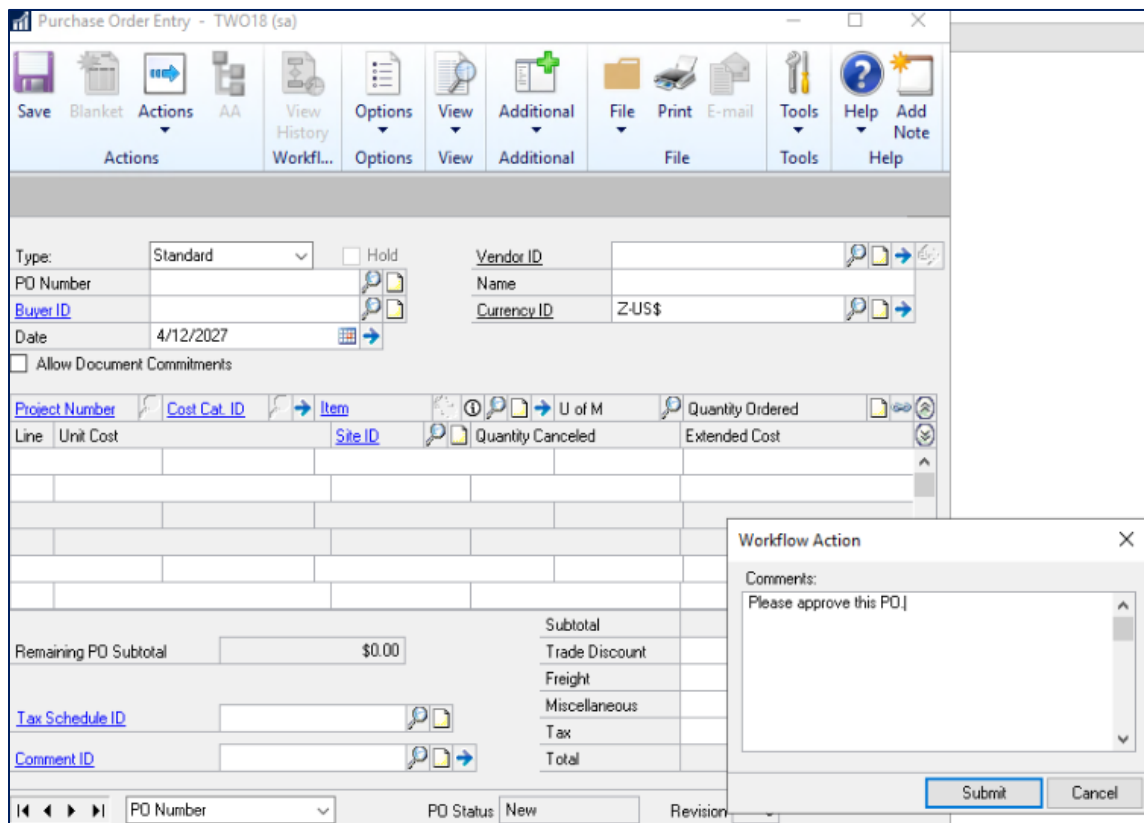 Purchase Order Entry - TWO18 (sa)
Save Blanket Actions AA View History Options View Additional File Print E-mail Tools Help Add Note
Actions Workfl... Options View Additional File Tools Help
Type: Standard Hold Vendor ID
PO Number Name
Buyer ID Currency ID Z-US$
Date 4/12/2027
Allow Document Commitments
Project Number Cost Cat. ID Item U of M Quantity Ordered
Line Unit Cost Site ID Quantity Canceled Extended Cost
Workflow Action
Comments:
Please approve this PO.
Subtotal
Remaining PO Subtotal $0.00 Trade Discount
Freight
Miscellaneous
Tax Schedule ID
Tax
Comment ID Total
Submit Cancel
PO Number PO Status New Revision